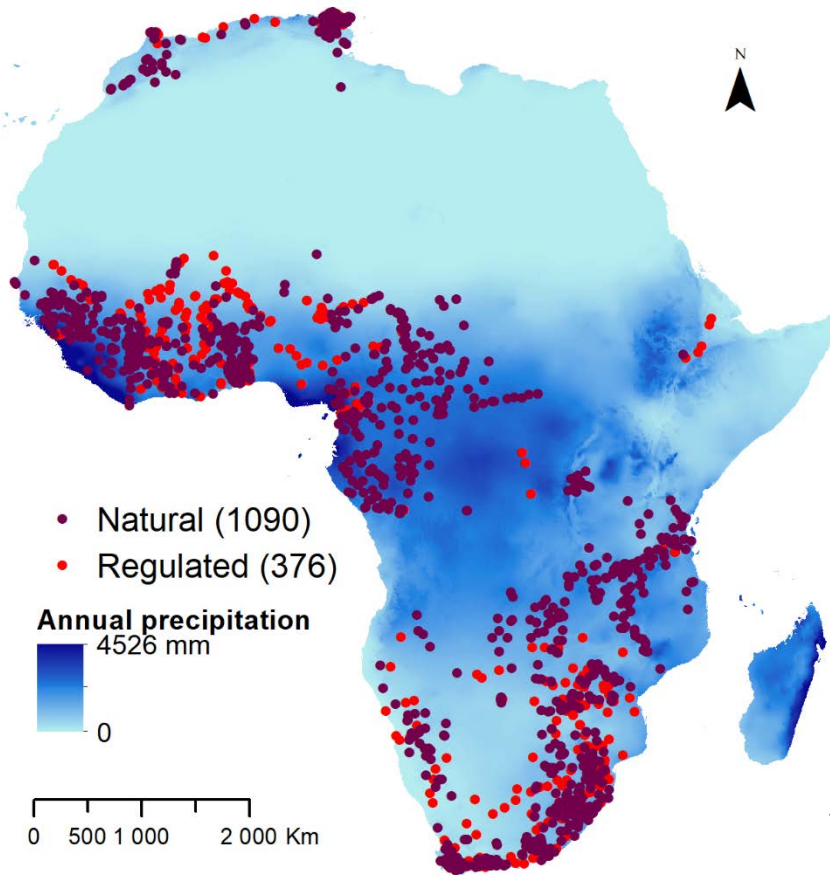 N
Natural (1090)
Regulated (376)
Annual precipitation
4526 mm
0
0 500 1 000 2 000 Km